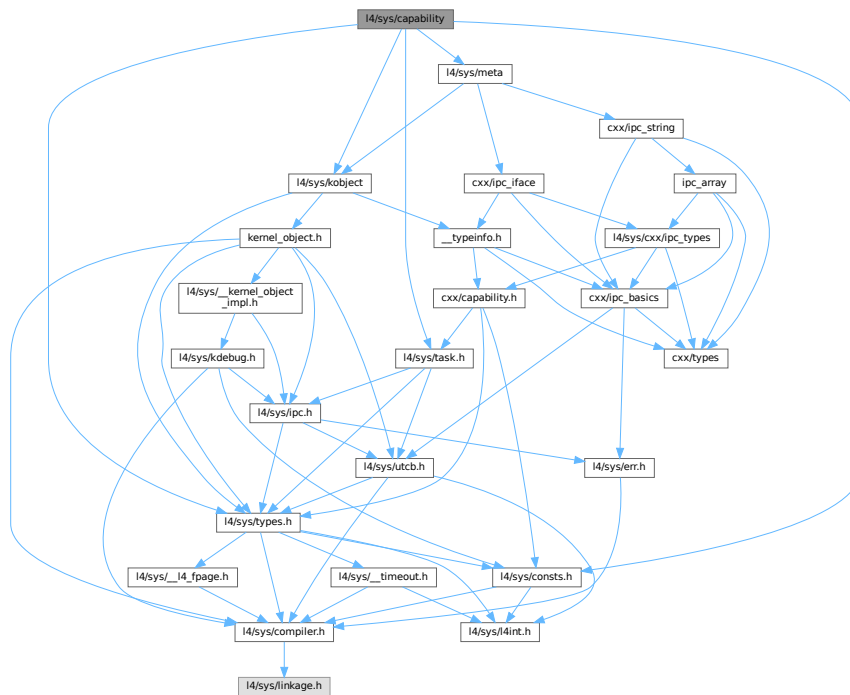 l4/sys/capability
l4/sys/meta
cxx/ipc_string
l4/sys/kobject
cxx/ipc_iface
ipc_array
kernel_object.h
__typeinfo.h
l4/sys/cxx/ipc_types
l4/sys/__kernel_object
_impl.h
cxx/capability.h
cxx/ipc_basics
l4/sys/kdebug.h
l4/sys/task.h
cxx/types
l4/sys/ipc.h
l4/sys/utcb.h
l4/sys/err.h
l4/sys/types.h
l4/sys/__l4_fpage.h
l4/sys/__timeout.h
l4/sys/consts.h
l4/sys/compiler.h
l4/sys/l4int.h
l4/sys/linkage.h